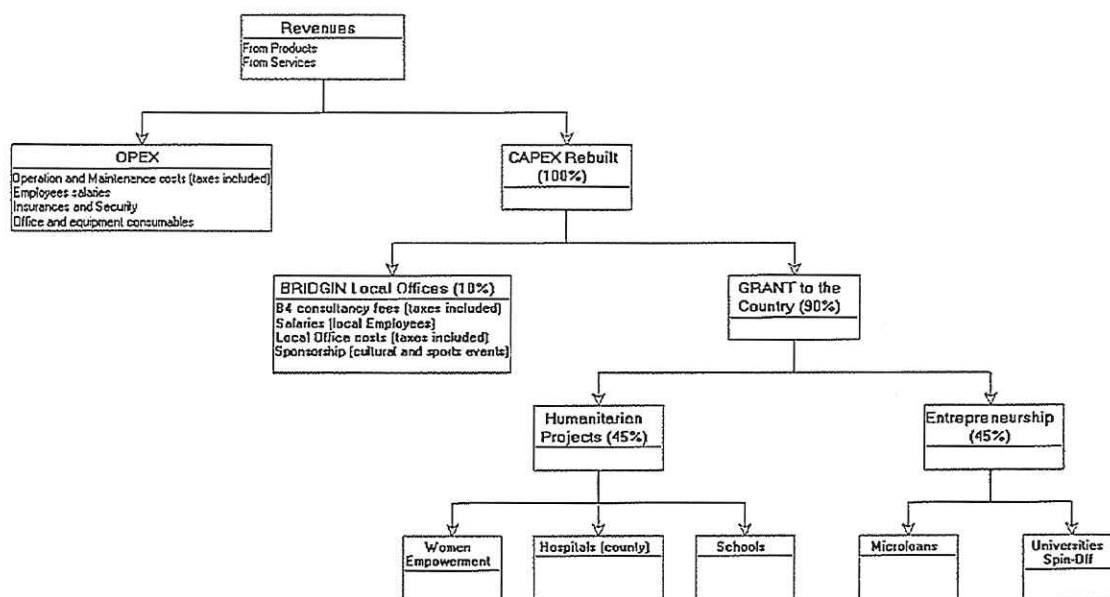 Revenues
From Products
From Services
OPEX
Operation and Maintenance costs (taxes included)
Employees salaries
Insurances and Security
Office and equipment consumables
CAPEX Rebuilt
(100%)
BRIDGIN Local Offices (10%)
B4 consultancy fees (taxes included)
Salaries (local Employees)
Local Office costs (taxes included)
Sponsorship (cultural and sports events)
GRANT to the
Country (90%)
Humanitarian
Projects (45%)
Entrepreneurship
(45%)
Women
Empowerment
Hospitals (county)
Schools
Microloans
Universities
Spin-Off